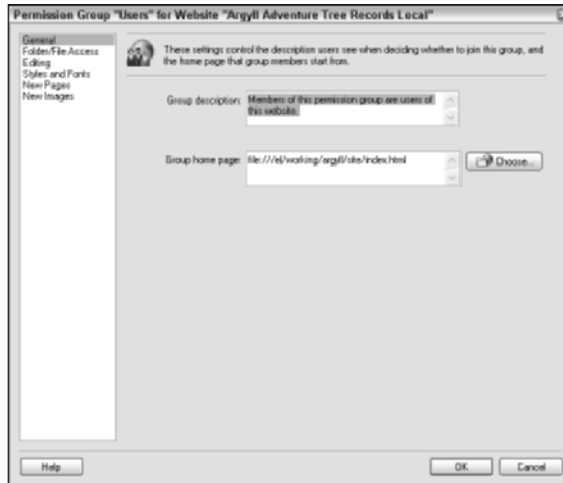 Permission Group "Users" for Website "Argyll Adventure Tree Records Local"
General
Folder/File Access
Editing
Styles and Fonts
New Pages
New Images
These settings control the description users see when deciding whether to join this group, and
the home page that group members start from.
Group description:
Members of this permission group are users of
this website.
Group home page:
file:///e|/working/argyll/site/index.html
Choose...
Help
OK
Cancel